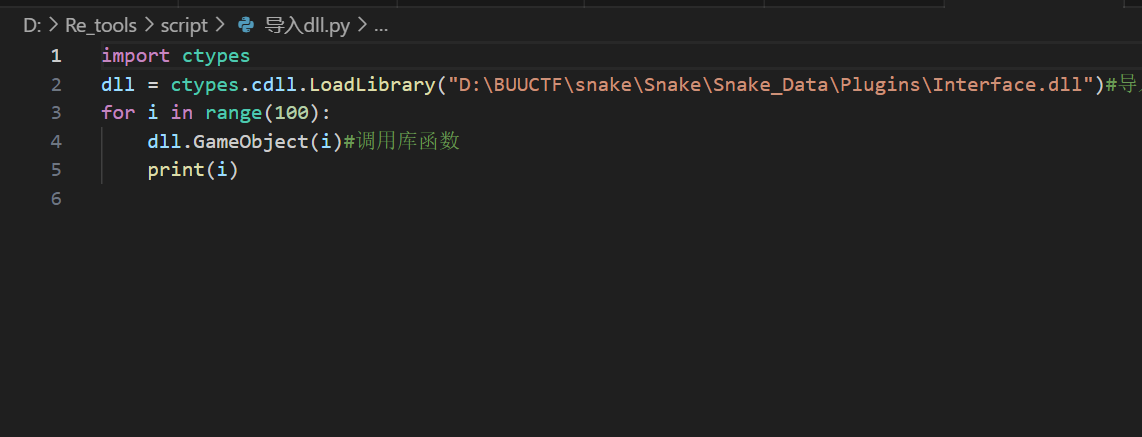 D: > Re_tools > script > 导入dll.py > ...
1 import ctypes
2 dll = ctypes.cdll.LoadLibrary("D:\BUUCTF\snake\Snake\Snake_Data\Plugins\Interface.dll")#导
3 for i in range(100):
4 dll.GameObject(i)#调用库函数
5 print(i)
6